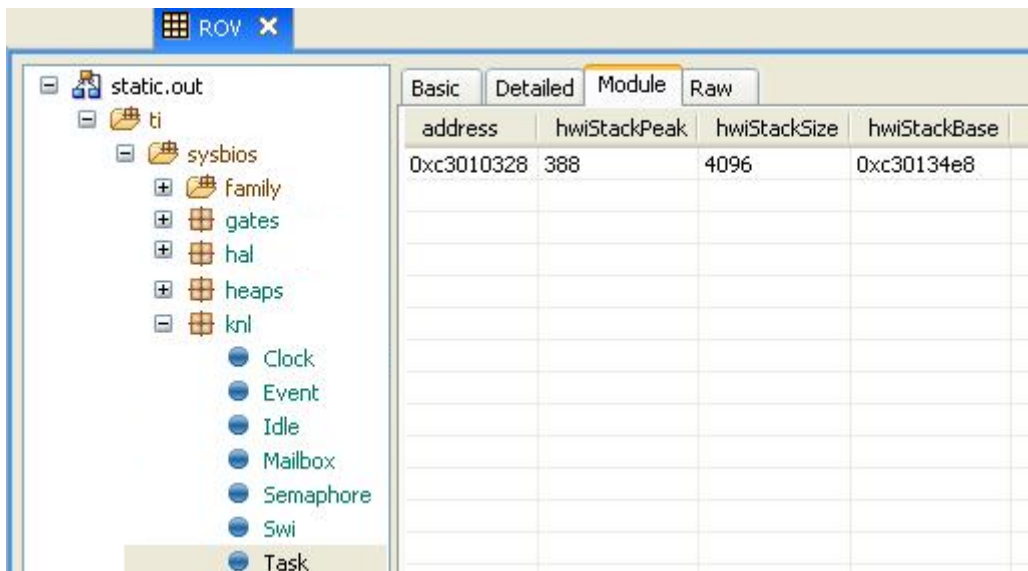 ROV
static.out
ti
sysbios
family
gates
hal
heaps
knl
Clock
Event
Idle
Mailbox
Semaphore
Swi
Task
Basic Detailed Module Raw
address hwiStackPeak hwiStackSize hwiStackBase
0xc3010328 388 4096 0xc30134e8